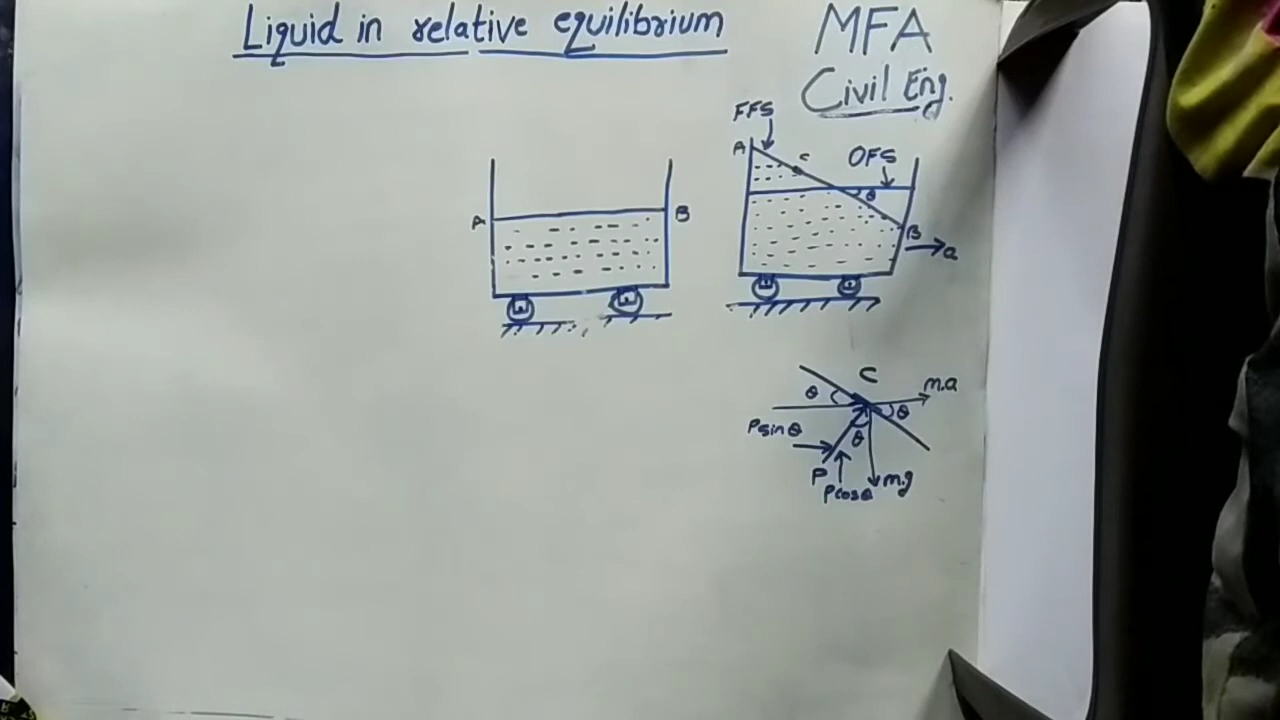 Liquid in relative equilibrium
MFA
Civil Eng.
FFS
A
C
OFS
θ
B
a
A
B
C
θ
m.a
θ
Psinθ
θ
P
m.g
Pcosθ